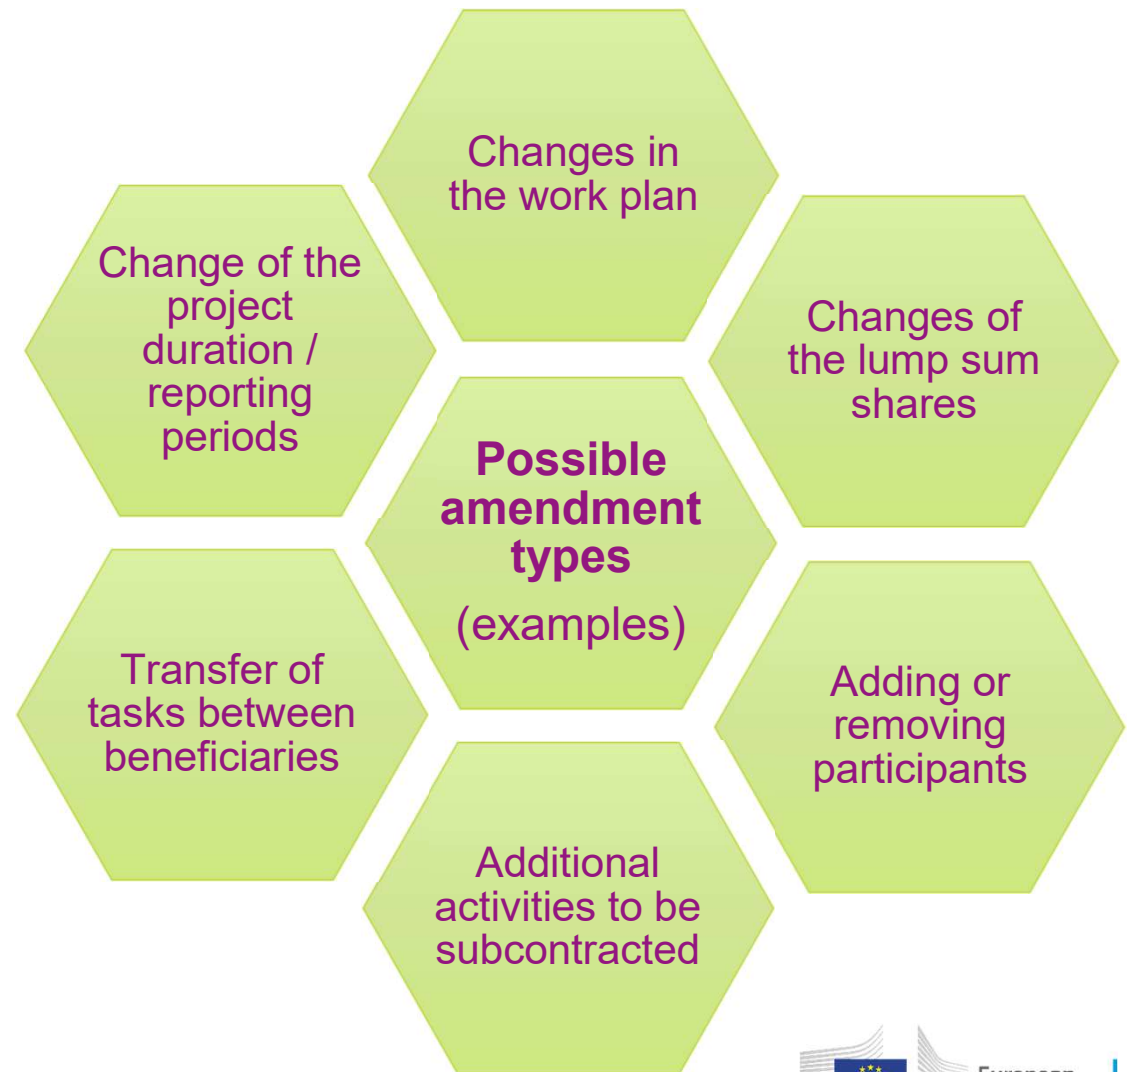 Changes in
the work plan
Change of the
project
duration /
reporting
periods
Changes of
the lump sum
shares
Possible
amendment
types
(examples)
Transfer of
tasks between
beneficiaries
Adding or
removing
participants
Additional
activities to be
subcontracted